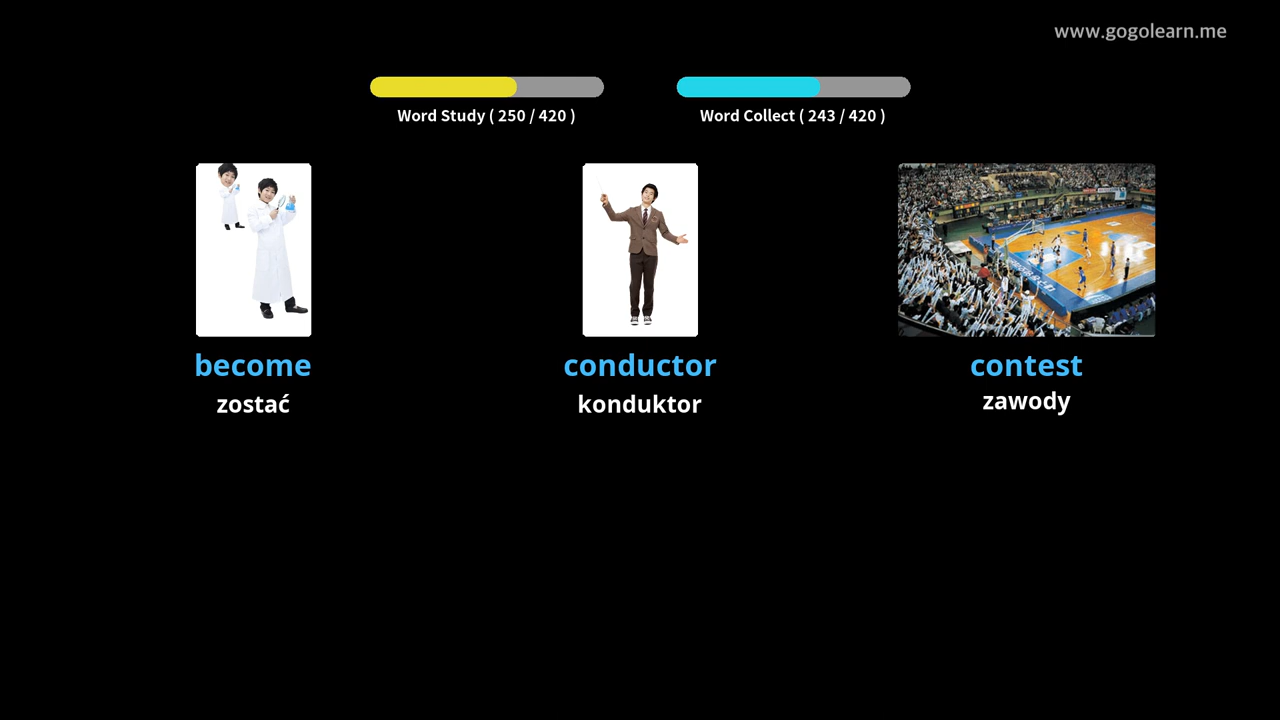 www.gogolearn.me
Word Study ( 250 / 420 )
Word Collect ( 243 / 420 )
become
conductor
contest
zostać
konduktor
zawody